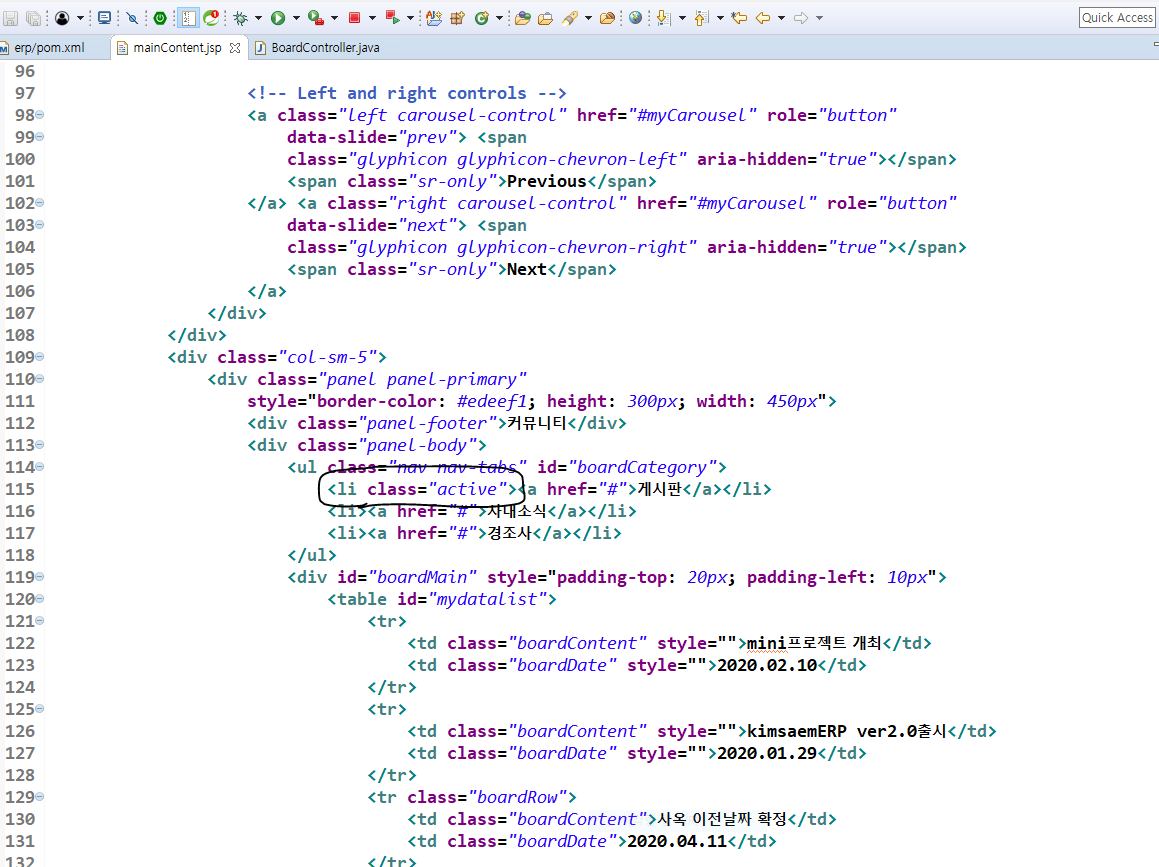 Quick Access
erp/pom.xml
mainContent.jsp
BoardController.java
96
97 <!-- Left and right controls -->
98 <a class="left carousel-control" href="#myCarousel" role="button"
99 data-slide="prev"> <span
100 class="glyphicon glyphicon-chevron-left" aria-hidden="true"></span>
101 <span class="sr-only">Previous</span>
102 </a> <a class="right carousel-control" href="#myCarousel" role="button"
103 data-slide="next"> <span
104 class="glyphicon glyphicon-chevron-right" aria-hidden="true"></span>
105 <span class="sr-only">Next</span>
106 </a>
107 </div>
108 </div>
109 <div class="col-sm-5">
110 <div class="panel panel-primary"
111 style="border-color: #edeef1; height: 300px; width: 450px">
112 <div class="panel-footer">커뮤니티</div>
113 <div class="panel-body">
114 <ul class="nav nav-tabs" id="boardCategory">
115 <li class="active"><a href="#">게시판</a></li>
116 <li><a href="#">사내소식</a></li>
117 <li><a href="#">경조사</a></li>
118 </ul>
119 <div id="boardMain" style="padding-top: 20px; padding-left: 10px">
120 <table id="mydatalist">
121 <tr>
122 <td class="boardContent" style="">mini프로젝트 개최</td>
123 <td class="boardDate" style="">2020.02.10</td>
124 </tr>
125 <tr>
126 <td class="boardContent" style="">kimsaemERP ver2.0출시</td>
127 <td class="boardDate" style="">2020.01.29</td>
128 </tr>
129 <tr class="boardRow">
130 <td class="boardContent">사옥 이전날짜 확정</td>
131 <td class="boardDate">2020.04.11</td>
132 </tr>